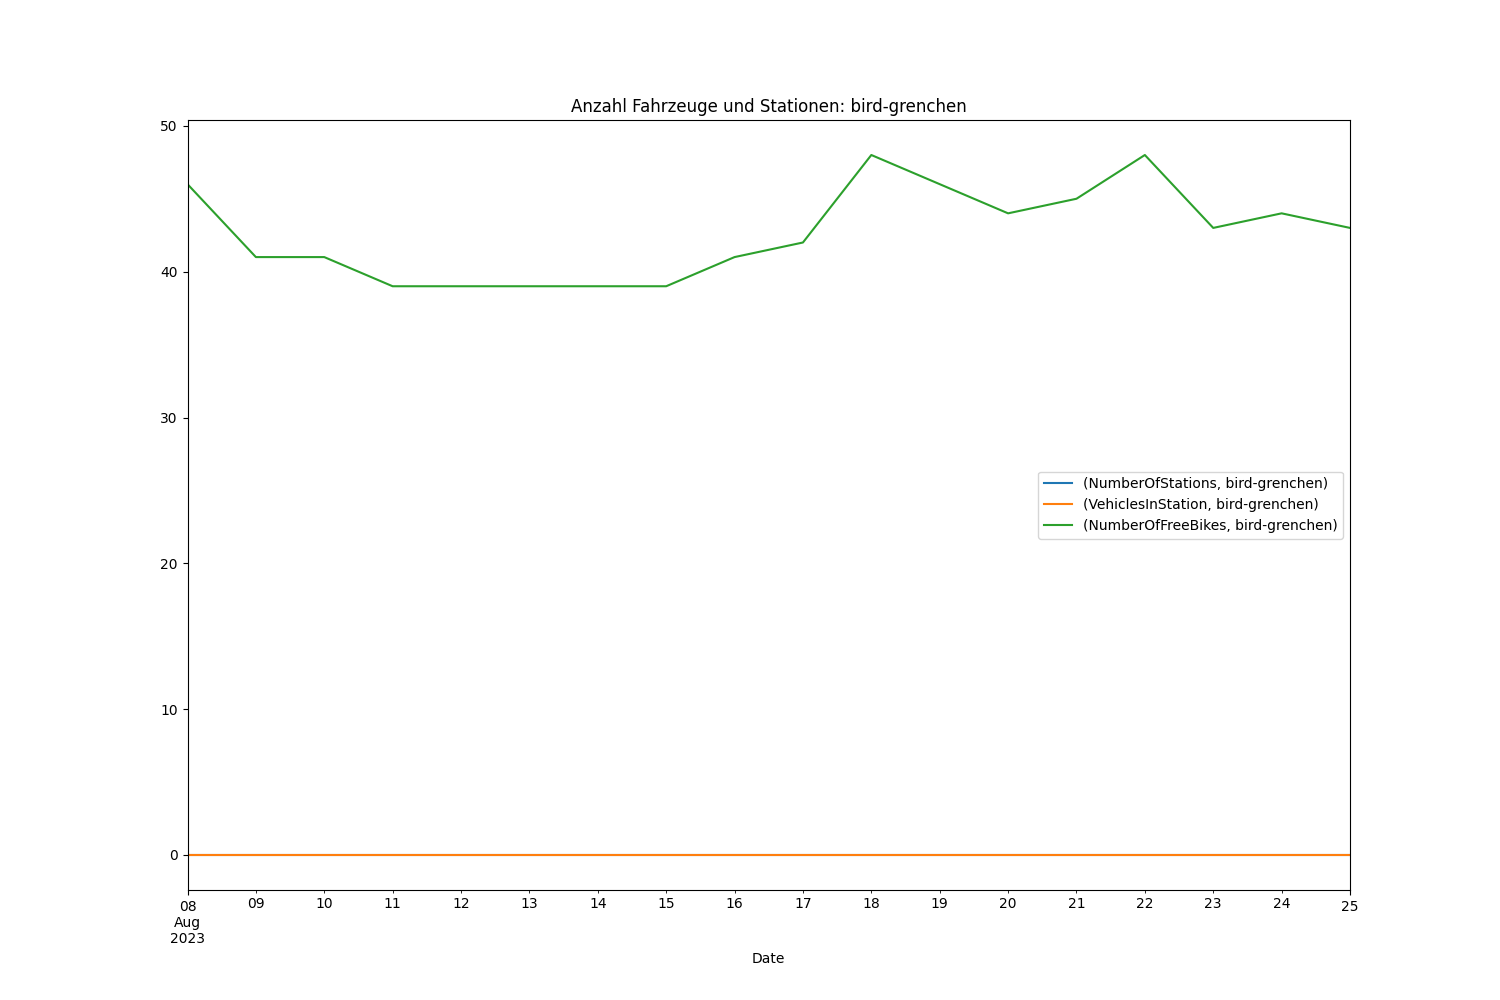 Anzahl Fahrzeuge und Stationen: bird-grenchen
50
40
30
20
10
0
(NumberOfStations, bird-grenchen)
(VehiclesInStation, bird-grenchen)
(NumberOfFreeBikes, bird-grenchen)
08 09 10 11 12 13 14 15 16 17 18 19 20 21 22 23 24 25
Aug
2023
Date